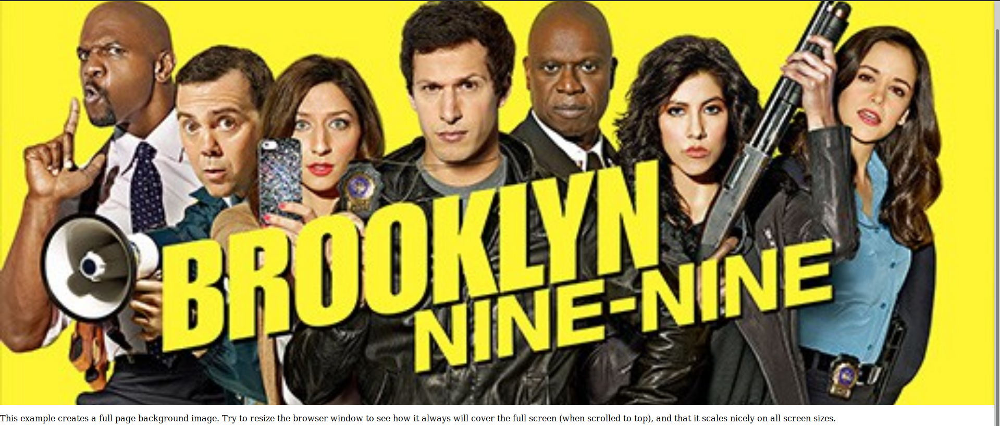 BROOKLYN
NINE-NINE
This example creates a full page background image. Try to resize the browser window to see how it always will cover the full screen (when scrolled to top), and that it scales nicely on all screen sizes.